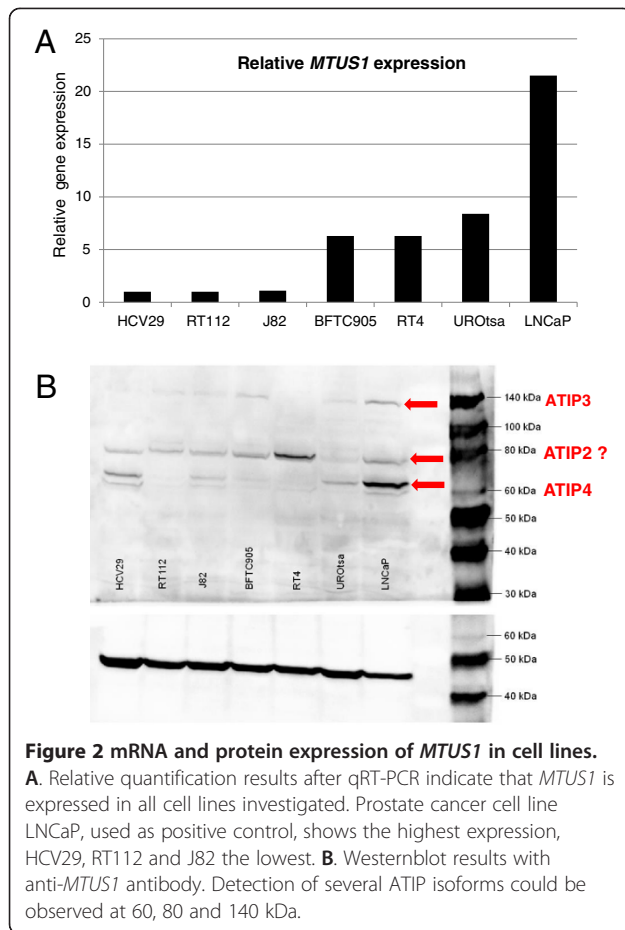 A
Relative MTUS1 expression
25
20
15
10
5
0
Relative gene expression
HCV29 RT112 J82 BFTC905 RT4 UROtsa LNCaP
B
140 kDa ATIP3
100 kDa
80 kDa ATIP2 ?
60 kDa ATIP4
50 kDa
40 kDa
30 kDa
HCV29 RT112 J82 BFTC905 RT4 UROtsa LNCaP
60 kDa
50 kDa
40 kDa
Figure 2 mRNA and protein expression of MTUS1 in cell lines.
A. Relative quantification results after qRT-PCR indicate that MTUS1 is
expressed in all cell lines investigated. Prostate cancer cell line
LNCaP, used as positive control, shows the highest expression,
HCV29, RT112 and J82 the lowest. B. Westernblot results with
anti-MTUS1 antibody. Detection of several ATIP isoforms could be
observed at 60, 80 and 140 kDa.